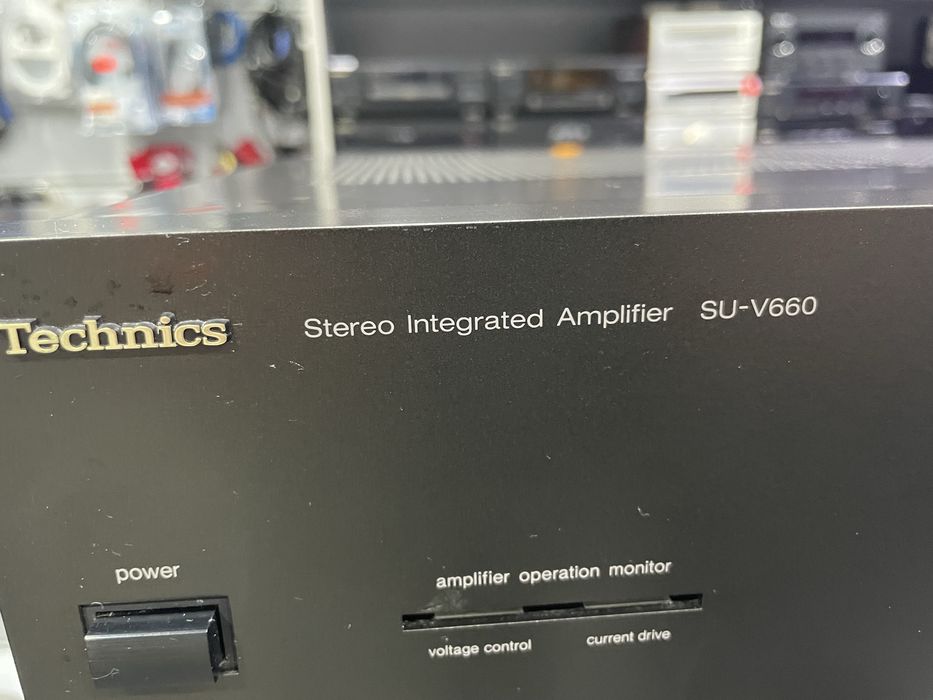 Technics Stereo Integrated Amplifier SU-V660
power
amplifier operation monitor
voltage control current drive